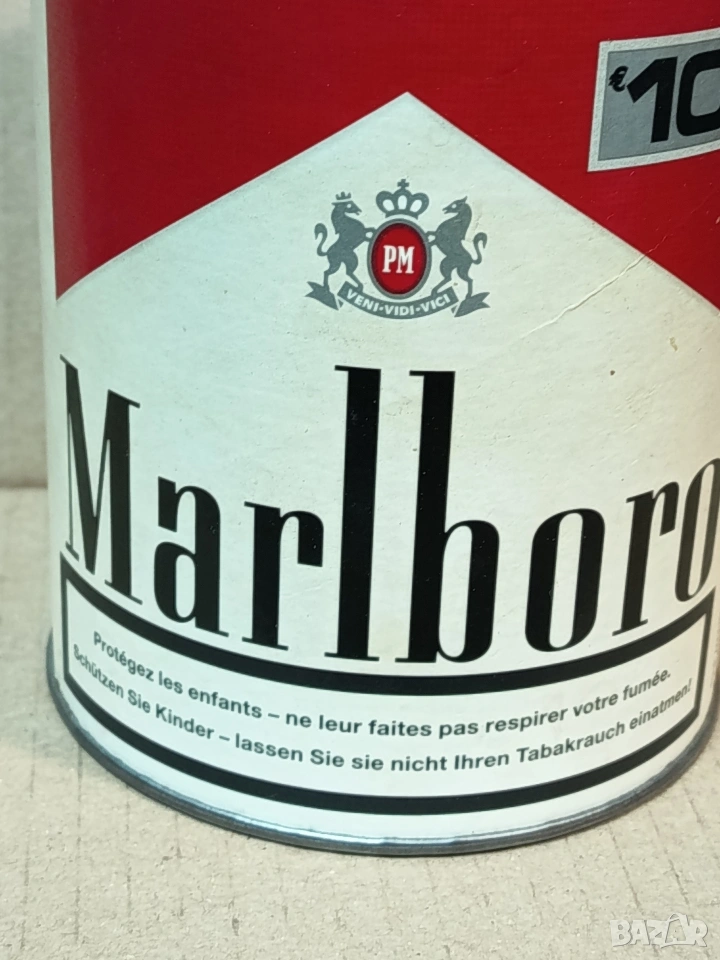 €10
PM
VENI·VIDI·VICI
Marlboro
Protégez les enfants – ne leur faites pas respirer votre fumée.
Schützen Sie Kinder – lassen Sie sie nicht Ihren Tabakrauch einatmen!
BAZAR